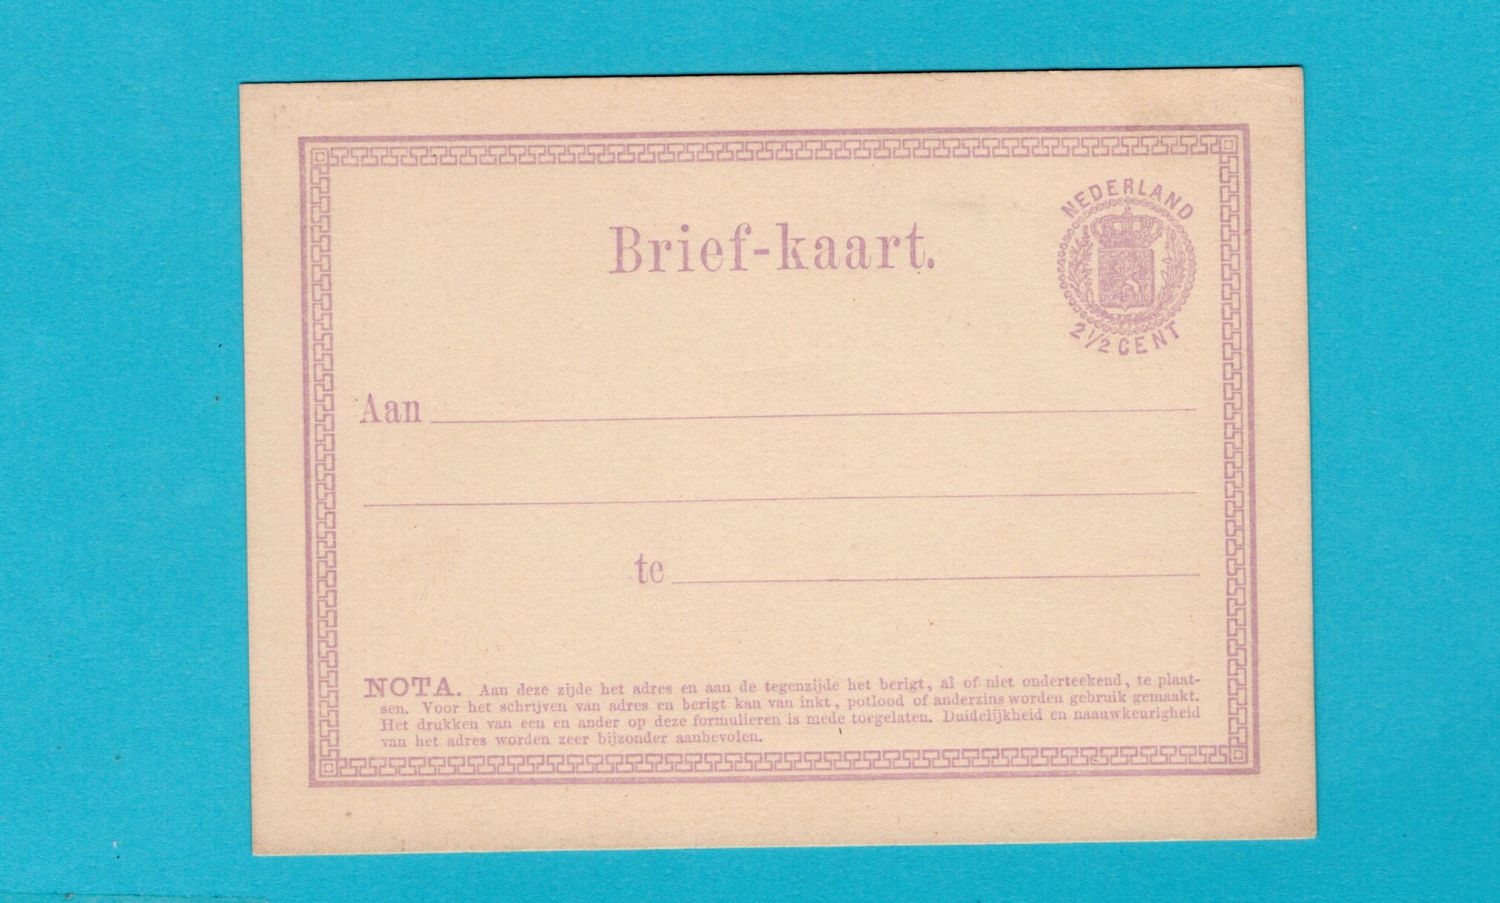 NEDERLAND
Brief-kaart.
2½ CENT
Aan
te
NOTA. Aan deze zijde het adres en aan de tegenzijde het berigt, al of niet onderteekend, te plaat-
sen. Voor het schrijven van adres en berigt kan van inkt, potlood of anderzins worden gebruik gemaakt.
Het drukken van een en ander op deze formulieren is mede toegelaten. Duidelijkheid en naauwkeurigheid
van het adres worden zeer bijzonder aanbevolen.